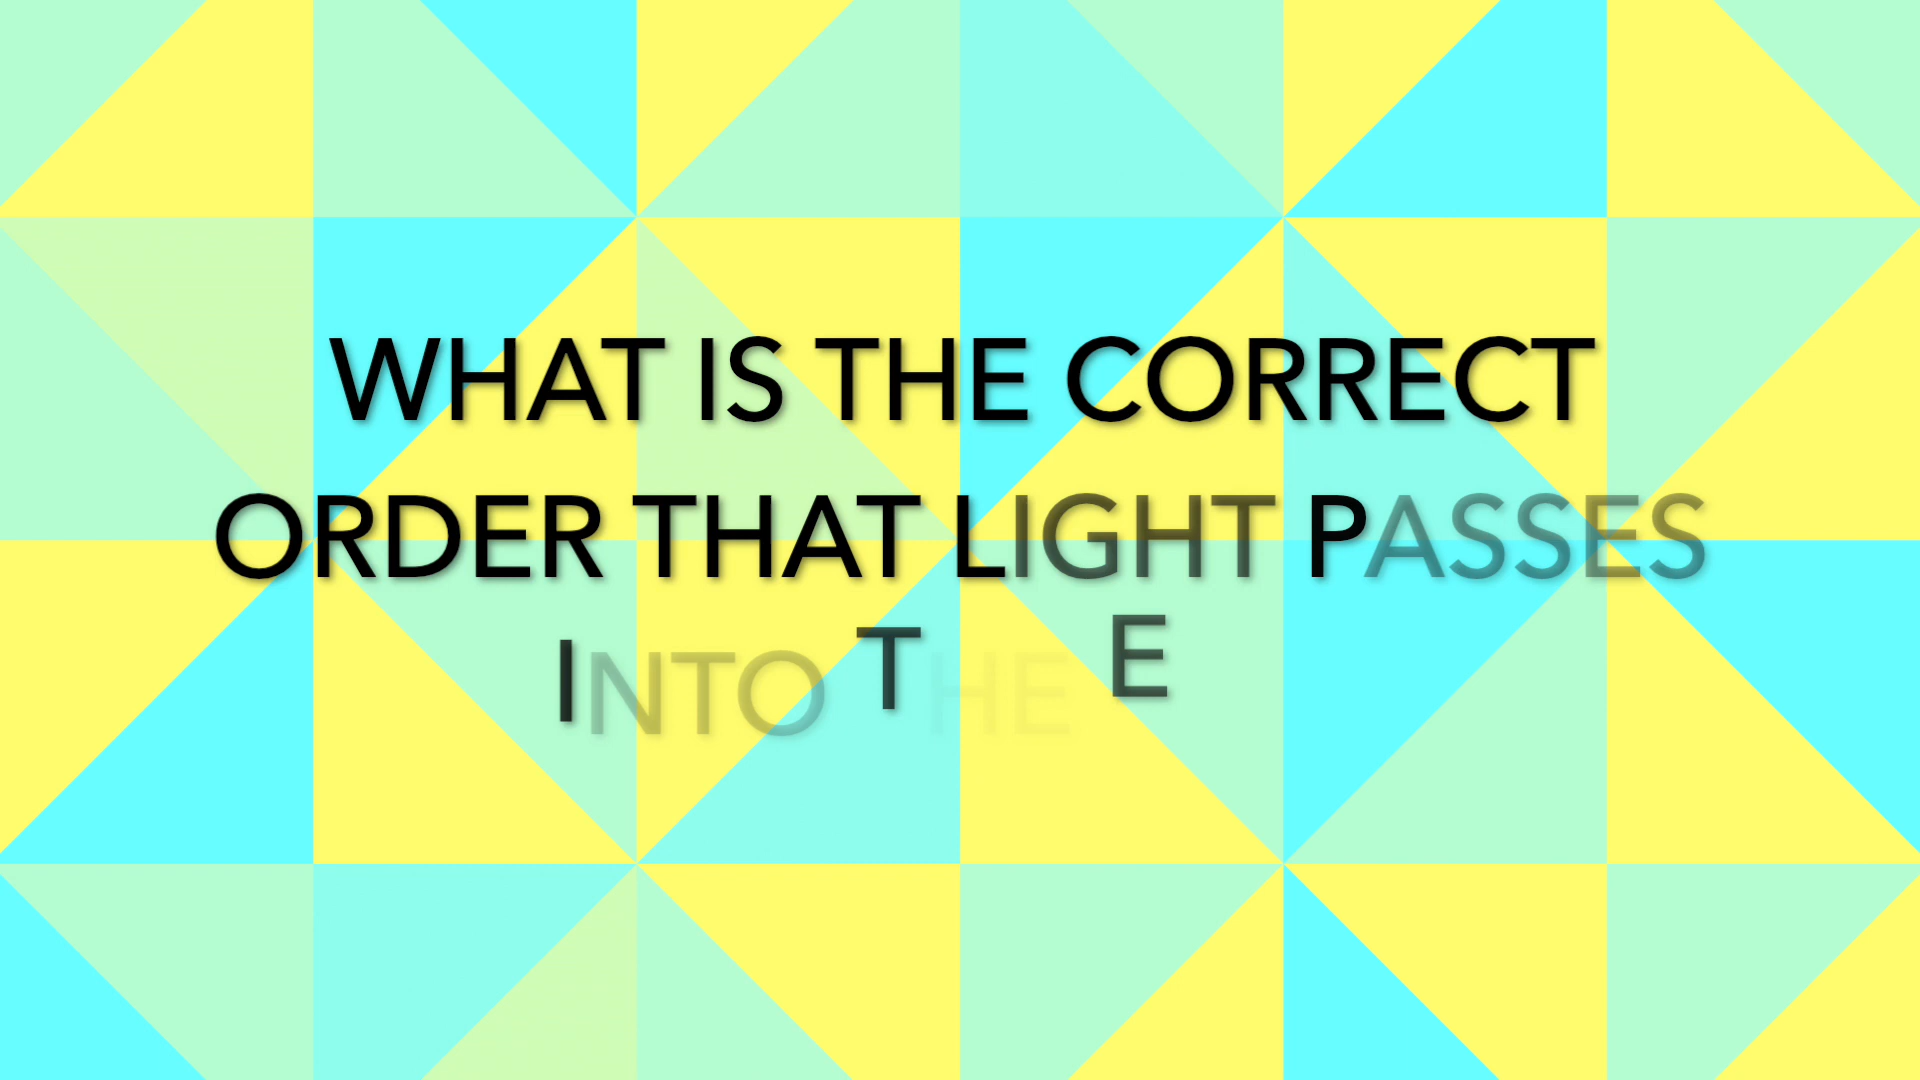 WHAT IS THE CORRECT
ORDER THAT LIGHT PASSES
INTO THE E